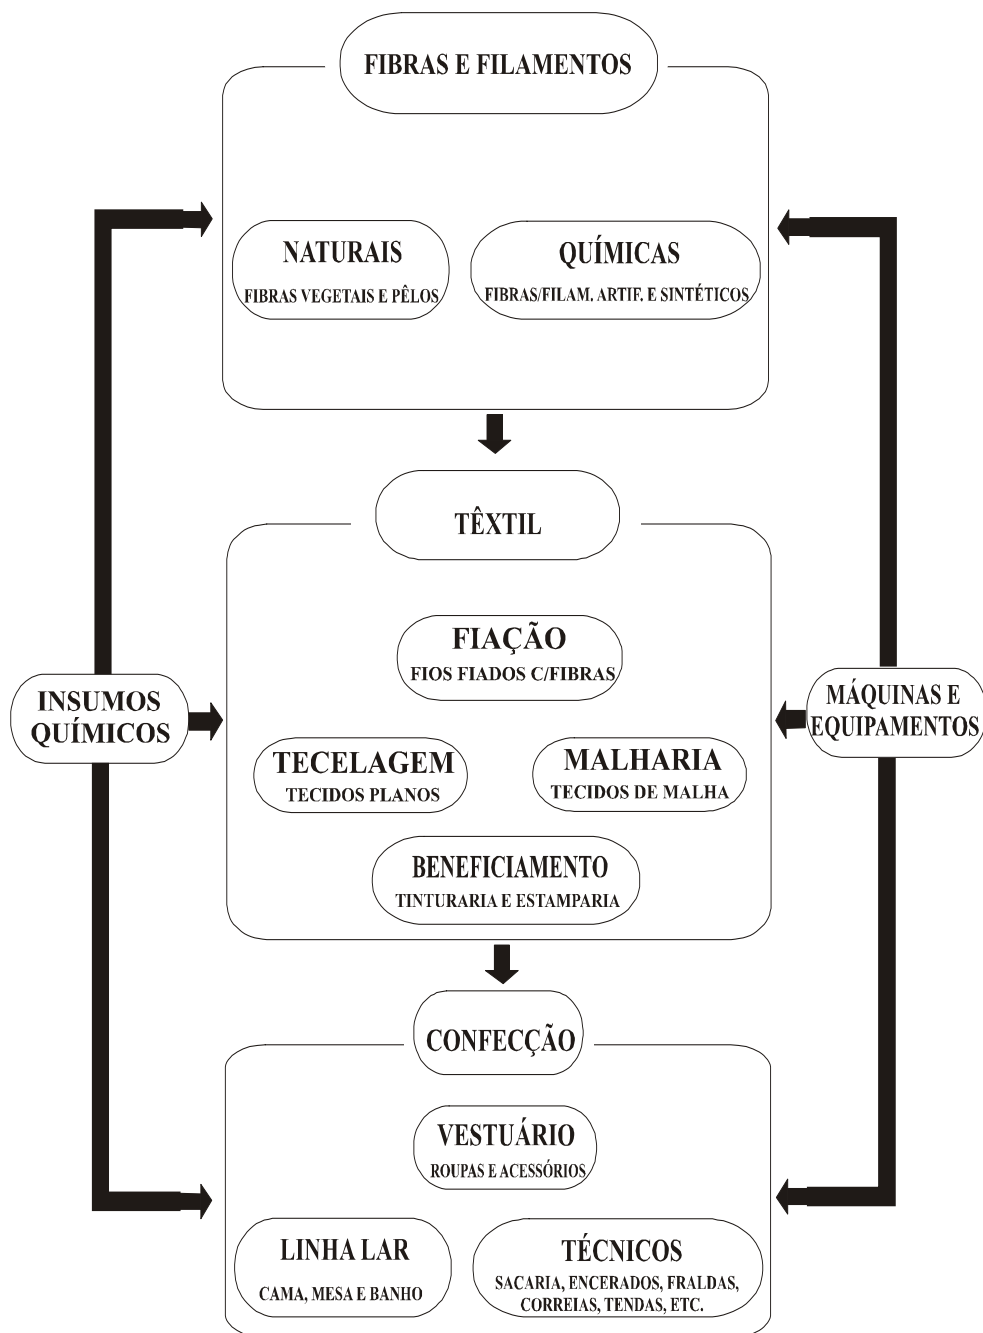 FIBRAS E FILAMENTOS
NATURAIS
FIBRAS VEGETAIS E PÊLOS
QUÍMICAS
FIBRAS/FILAM. ARTIF. E SINTÉTICOS
TÊXTIL
FIAÇÃO
FIOS FIADOS C/FIBRAS
INSUMOS
QUÍMICOS
MÁQUINAS E
EQUIPAMENTOS
TECELAGEM
TECIDOS PLANOS
MALHARIA
TECIDOS DE MALHA
BENEFICIAMENTO
TINTURARIA E ESTAMPARIA
CONFECÇÃO
VESTUÁRIO
ROUPAS E ACESSÓRIOS
LINHA LAR
CAMA, MESA E BANHO
TÉCNICOS
SACARIA, ENCERADOS, FRALDAS,
CORREIAS, TENDAS, ETC.